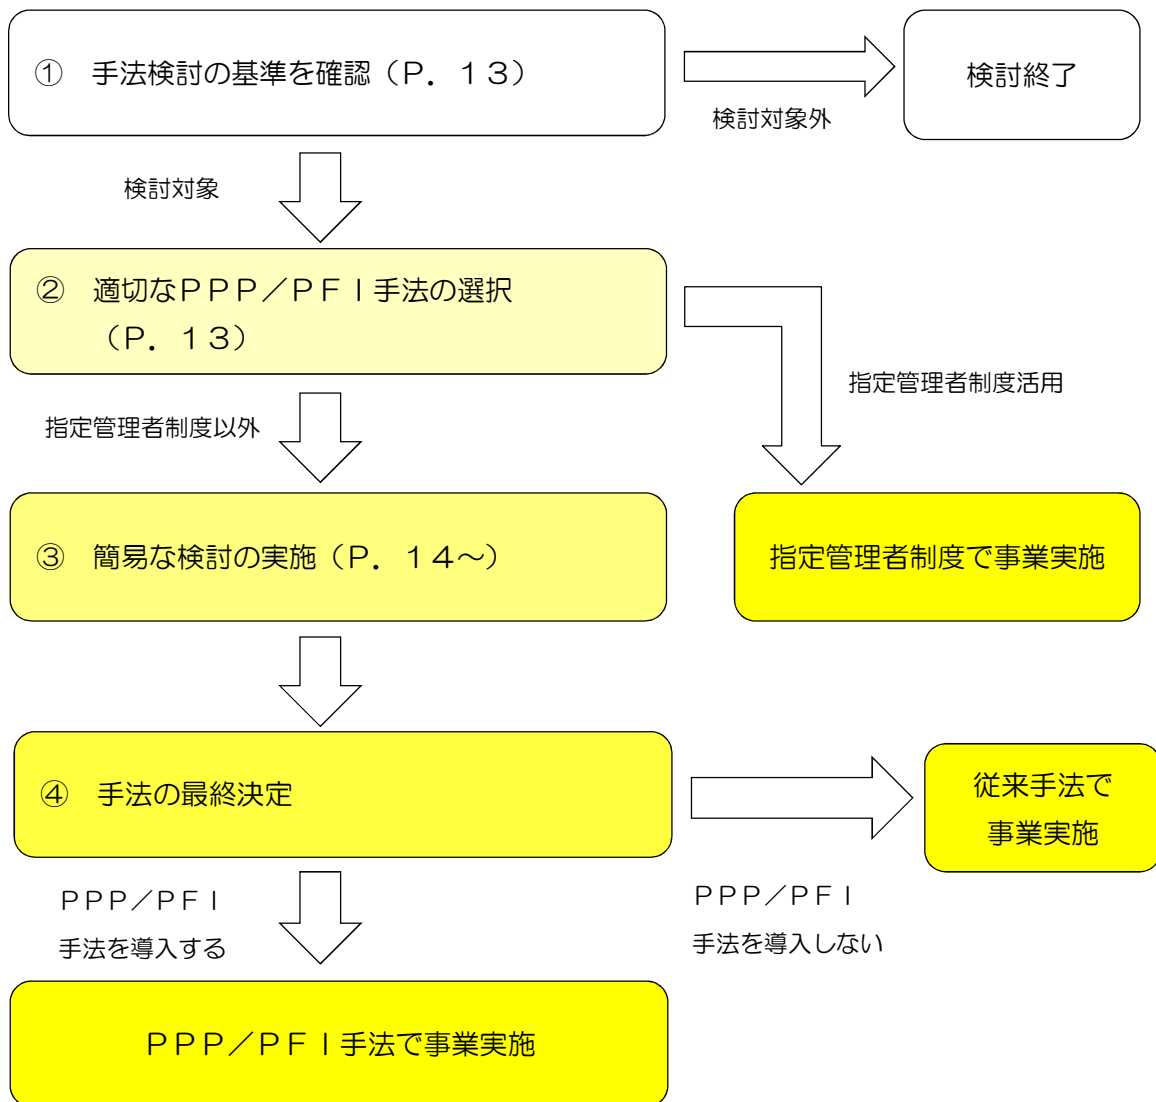 ① 手法検討の基準を確認（Ｐ．１３）
検討終了
検討対象外
検討対象
② 適切なＰＰＰ／ＰＦＩ手法の選択
（Ｐ．１３）
指定管理者制度活用
指定管理者制度以外
③ 簡易な検討の実施（Ｐ．１４～）
指定管理者制度で事業実施
④ 手法の最終決定
従来手法で
事業実施
ＰＰＰ／ＰＦＩ
手法を導入する
ＰＰＰ／ＰＦＩ
手法を導入しない
ＰＰＰ／ＰＦＩ手法で事業実施